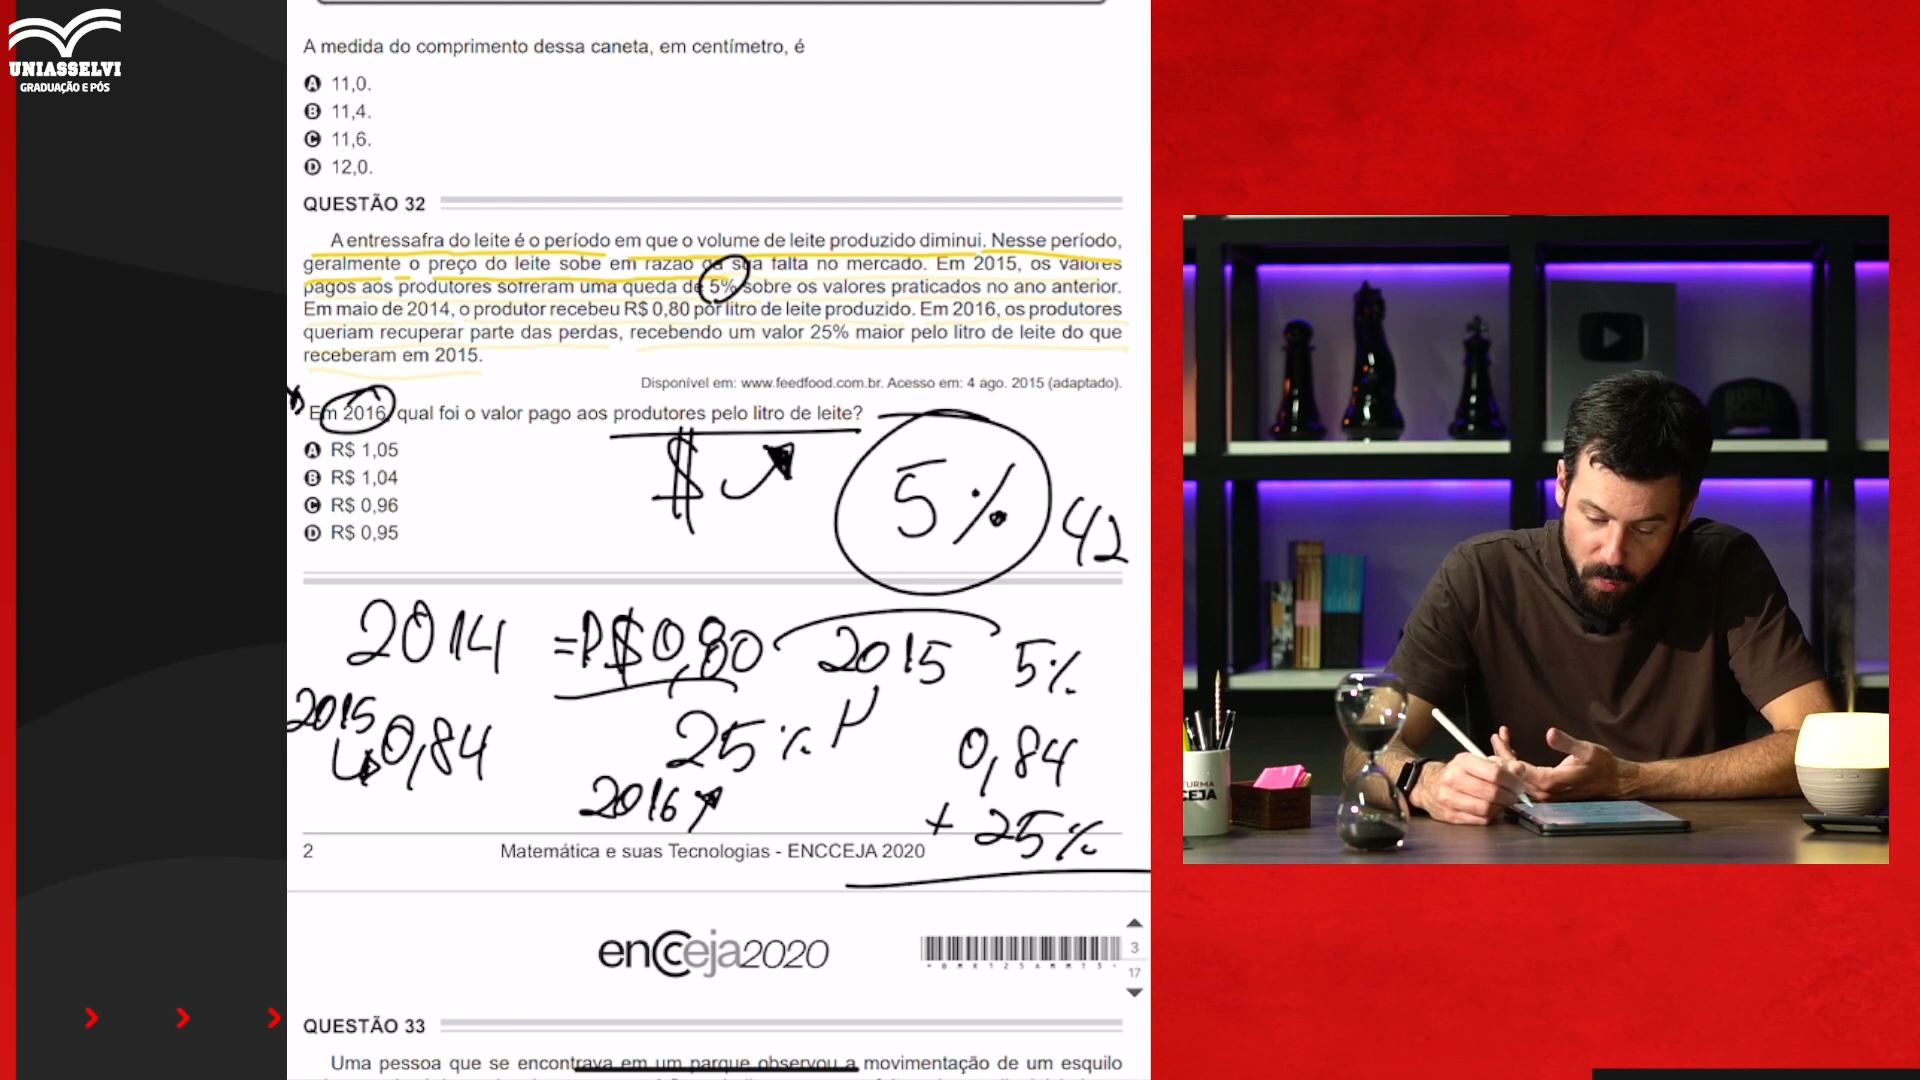 UNIASSELVI
GRADUAÇÃO E PÓS
A medida do comprimento dessa caneta, em centímetro, é
A 11,0.
B 11,4.
C 11,6.
D 12,0.
QUESTÃO 32
A entressafra do leite é o período em que o volume de leite produzido diminui. Nesse período,
geralmente o preço do leite sobe em razão da sua falta no mercado. Em 2015, os valores
pagos aos produtores sofreram uma queda de 5% sobre os valores praticados no ano anterior.
Em maio de 2014, o produtor recebeu R$ 0,80 por litro de leite produzido. Em 2016, os produtores
queriam recuperar parte das perdas, recebendo um valor 25% maior pelo litro de leite do que
receberam em 2015.
Disponível em: www.feedfood.com.br. Acesso em: 4 ago. 2015 (adaptado).
Em 2016, qual foi o valor pago aos produtores pelo litro de leite?
A R$ 1,05
B R$ 1,04
C R$ 0,96
D R$ 0,95
$
5%
42
2014 =R$0,80 2015 5%
2015
0,84
25%
0,84
2016
+ 25%
2
Matemática e suas Tecnologias - ENCCEJA 2020
encceja2020
3
17
QUESTÃO 33
Uma pessoa que se encontrava em um parque observou a movimentação de um esquilo
TURMA
CEJA